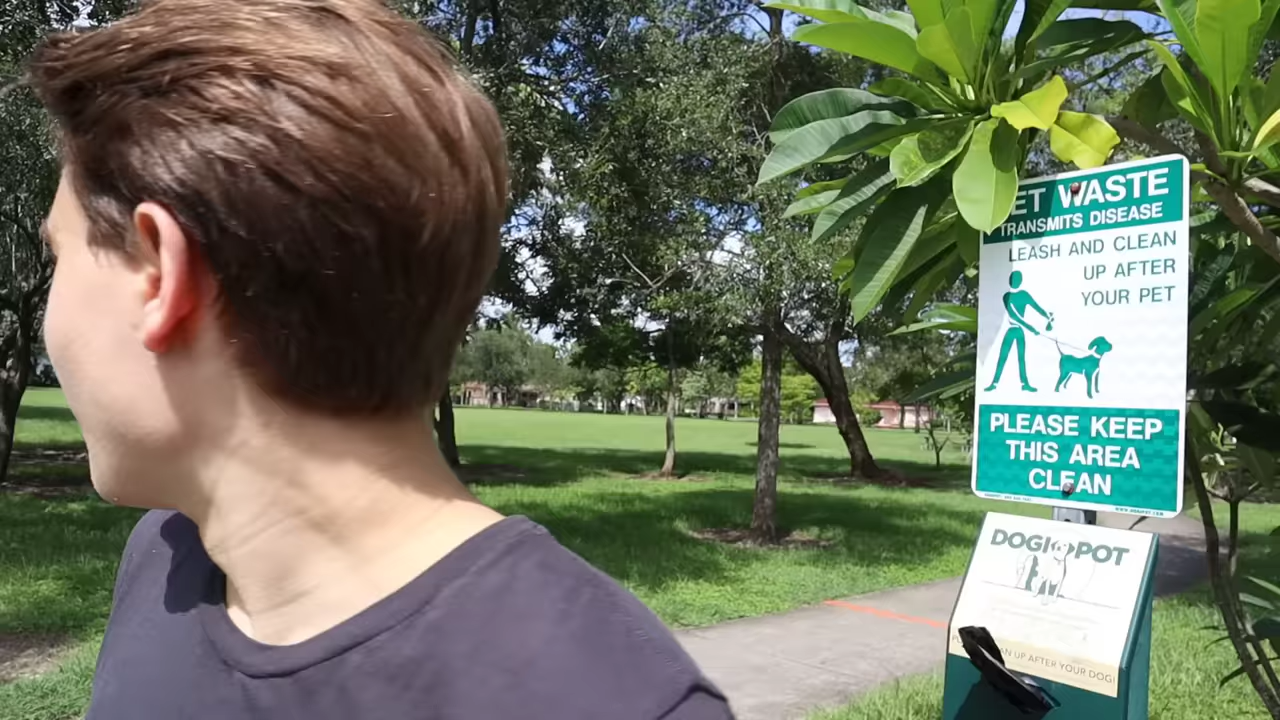 ET WASTE
TRANSMITS DISEASE
LEASH AND CLEAN
UP AFTER
YOUR PET
PLEASE KEEP
THIS AREA
CLEAN
DOGIPOT
AN UP AFTER YOUR DOG!